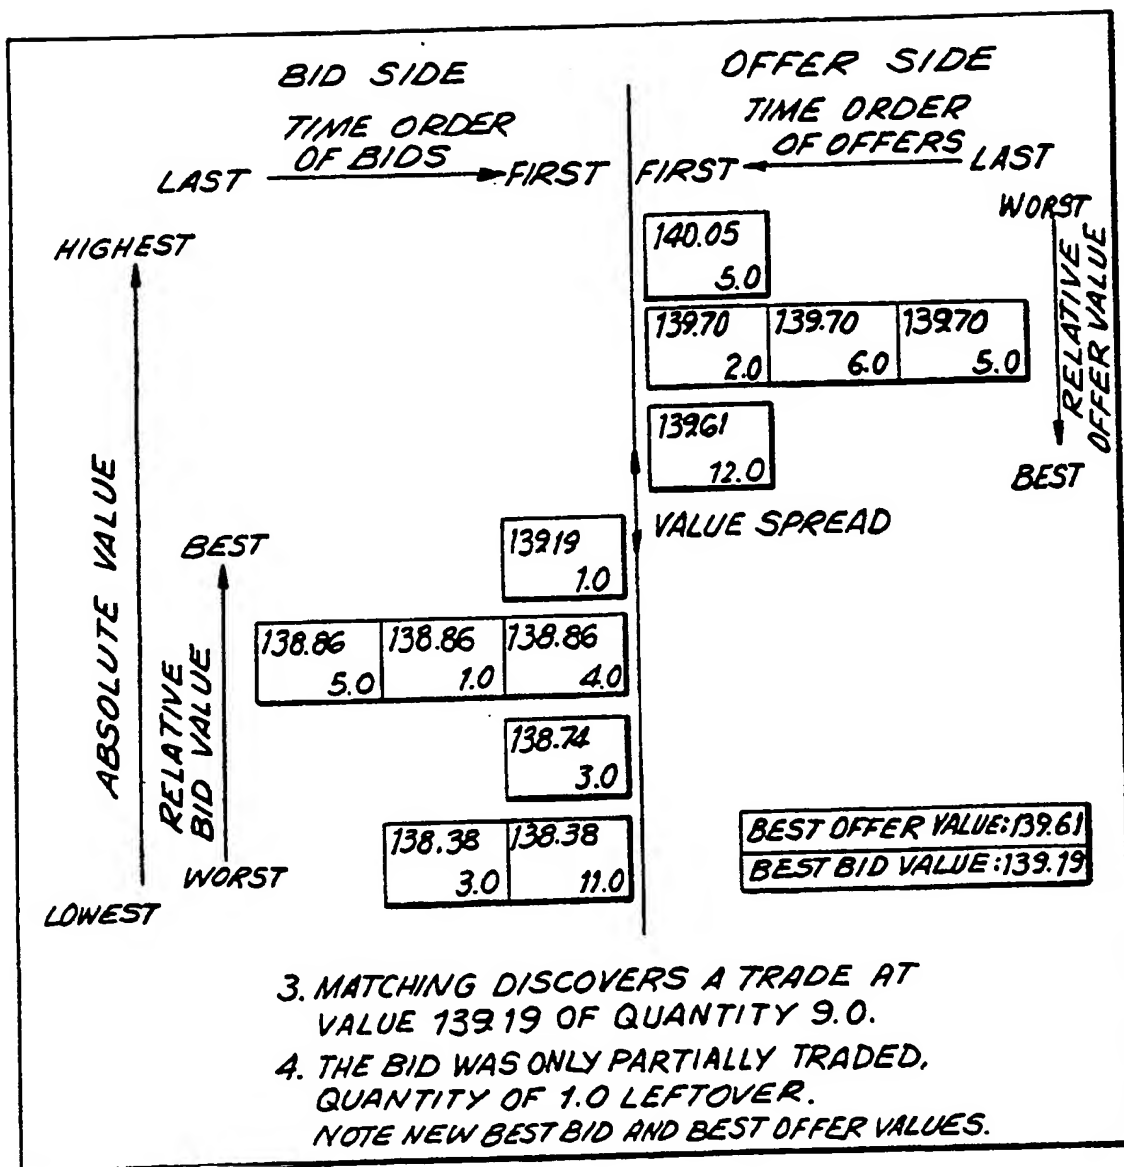 BID SIDE
TIME ORDER
OF BIDS
LAST
FIRST
OFFER SIDE
TIME ORDER
OF OFFERS
FIRST
LAST
HIGHEST
ABSOLUTE VALUE
LOWEST
BEST
RELATIVE
BID VALUE
WORST
WORST
RELATIVE
OFFER VALUE
BEST
140.05
5.0
139.70 139.70 139.70
2.0 6.0 5.0
139.61
12.0
VALUE SPREAD
139.19
1.0
138.86 138.86 138.86
5.0 1.0 4.0
138.74
3.0
138.38 138.38
3.0 11.0
BEST OFFER VALUE:139.61
BEST BID VALUE:139.19
3. MATCHING DISCOVERS A TRADE AT
VALUE 139.19 OF QUANTITY 9.0.
4. THE BID WAS ONLY PARTIALLY TRADED,
QUANTITY OF 1.0 LEFTOVER.
NOTE NEW BEST BID AND BEST OFFER VALUES.